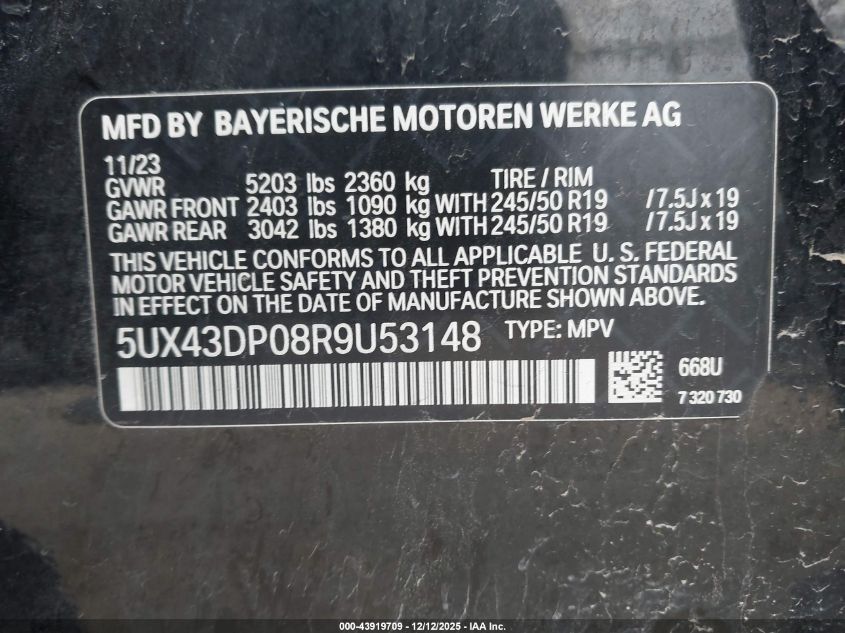 MFD BY BAYERISCHE MOTOREN WERKE AG
11/23
GVWR 5203 lbs 2360 kg TIRE / RIM
GAWR FRONT 2403 lbs 1090 kg WITH 245/50 R19 /7.5J x 19
GAWR REAR 3042 lbs 1380 kg WITH 245/50 R19 /7.5J x 19
THIS VEHICLE CONFORMS TO ALL APPLICABLE U. S. FEDERAL
MOTOR VEHICLE SAFETY AND THEFT PREVENTION STANDARDS
IN EFFECT ON THE DATE OF MANUFACTURE SHOWN ABOVE.
5UX43DP08R9U53148 TYPE: MPV
668U
7 320 730
000-43919709 - 12/12/2025 - IAA Inc.